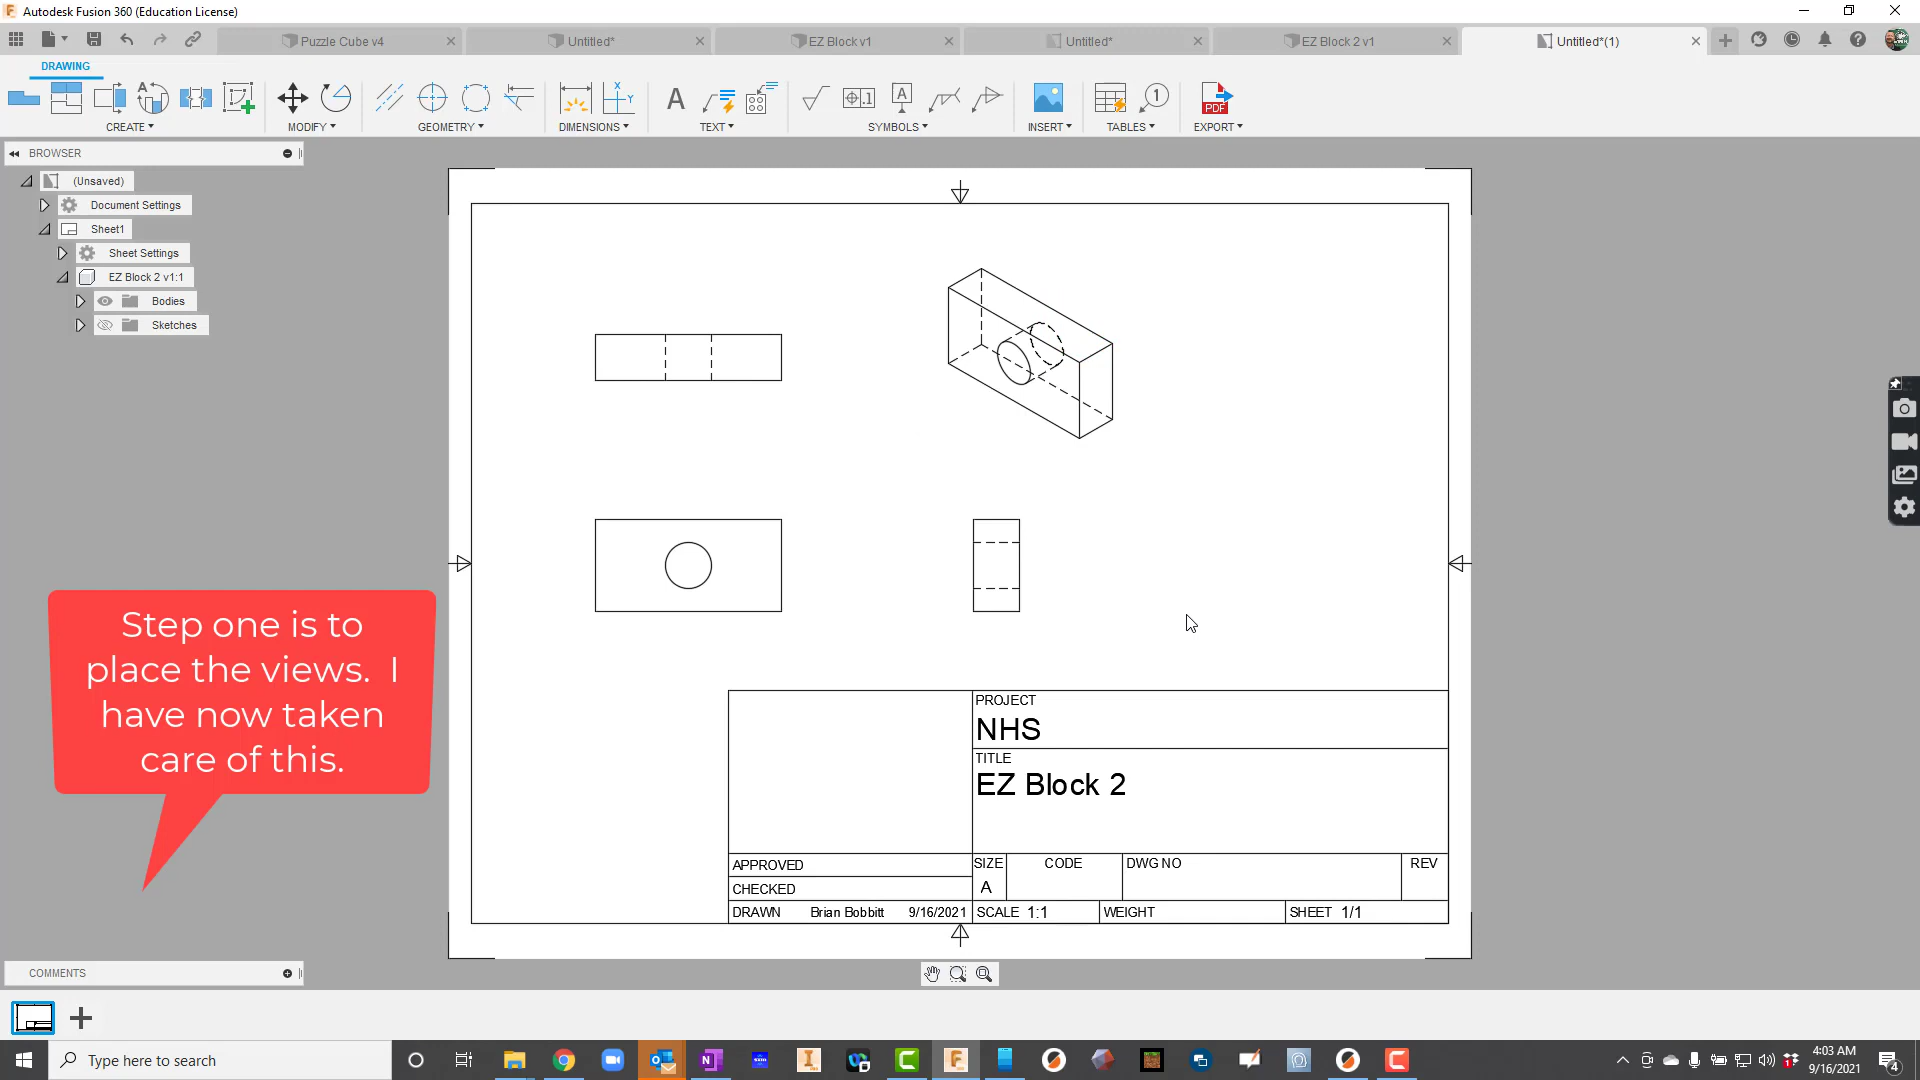 Autodesk Fusion 360 (Education License)
Puzzle Cube v4
Untitled*
EZ Block v1
Untitled*
EZ Block 2 v1
Untitled*(1)
DRAWING
CREATE
MODIFY
GEOMETRY
DIMENSIONS
TEXT
SYMBOLS
INSERT
TABLES
EXPORT
BROWSER
(Unsaved)
Document Settings
Sheet1
Sheet Settings
EZ Block 2 v1:1
Bodies
Sketches
Step one is to
place the views. I
have now taken
care of this.
PROJECT
NHS
TITLE
EZ Block 2
APPROVED
CHECKED
DRAWN Brian Bobbitt 9/16/2021
SIZE
A
CODE
DWG NO
REV
SCALE 1:1
WEIGHT
SHEET 1/1
COMMENTS
Type here to search
4:03 AM
9/16/2021